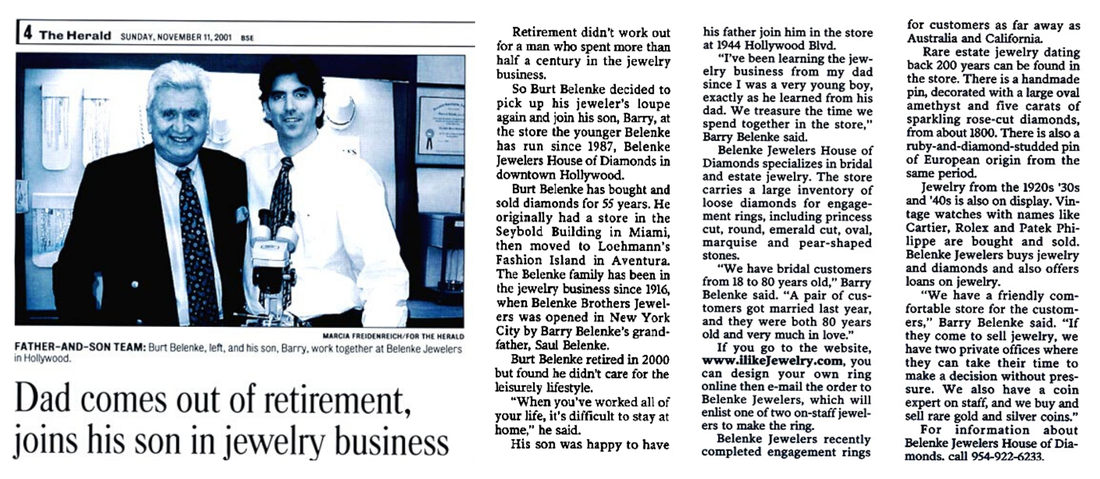 4 The Herald SUNDAY, NOVEMBER 11, 2001 BSE
MARCIA FREIDENREICH/FOR THE HERALD
FATHER-AND-SON TEAM: Burt Belenke, left, and his son, Barry, work together at Belenke Jewelers
in Hollywood.
Dad comes out of retirement,
joins his son in jewelry business
Retirement didn't work out
for a man who spent more than
half a century in the jewelry
business.
So Burt Belenke decided to
pick up his jeweler's loupe
again and join his son, Barry, at
the store the younger Belenke
has run since 1987, Belenke
Jewelers House of Diamonds in
downtown Hollywood.
Burt Belenke has bought and
sold diamonds for 55 years. He
originally had a store in the
Seybold Building in Miami,
then moved to Loehmann's
Fashion Island in Aventura.
The Belenke family has been in
the jewelry business since 1916,
when Belenke Brothers Jewel-
ers was opened in New York
City by Barry Belenke's grand-
father, Saul Belenke.
Burt Belenke retired in 2000
but found he didn't care for the
leisurely lifestyle.
"When you've worked all of
your life, it's difficult to stay at
home," he said.
His son was happy to have
his father join him in the store
at 1944 Hollywood Blvd.
"I've been learning the jew-
elry business from my dad
since I was a very young boy,
exactly as he learned from his
dad. We treasure the time we
spend together in the store,"
Barry Belenke said.
Belenke Jewelers House of
Diamonds specializes in bridal
and estate jewelry. The store
carries a large inventory of
loose diamonds for engage-
ment rings, including princess
cut, round, emerald cut, oval,
marquise and pear-shaped
stones.
"We have bridal customers
from 18 to 80 years old," Barry
Belenke said. "A pair of cus-
tomers got married last year,
and they were both 80 years
old and very much in love."
If you go to the website,
www.ilikeJewelry.com, you
can design your own ring
online then e-mail the order to
Belenke Jewelers, which will
enlist one of two on-staff jewel-
ers to make the ring.
Belenke Jewelers recently
completed engagement rings
for customers as far away as
Australia and California.
Rare estate jewelry dating
back 200 years can be found in
the store. There is a handmade
pin, decorated with a large oval
amethyst and five carats of
sparkling rose-cut diamonds,
from about 1800. There is also a
ruby-and-diamond-studded pin
of European origin from the
same period.
Jewelry from the 1920s '30s
and '40s is also on display. Vin-
tage watches with names like
Cartier, Rolex and Patek Phi-
lippe are bought and sold.
Belenke Jewelers buys jewelry
and diamonds and also offers
loans on jewelry.
"We have a friendly com-
fortable store for the custom-
ers," Barry Belenke said. "If
they come to sell jewelry, we
have two private offices where
they can take their time to
make a decision without pres-
sure. We also have a coin
expert on staff, and we buy and
sell rare gold and silver coins."
For information about
Belenke Jewelers House of Dia-
monds, call 954-922-6233.